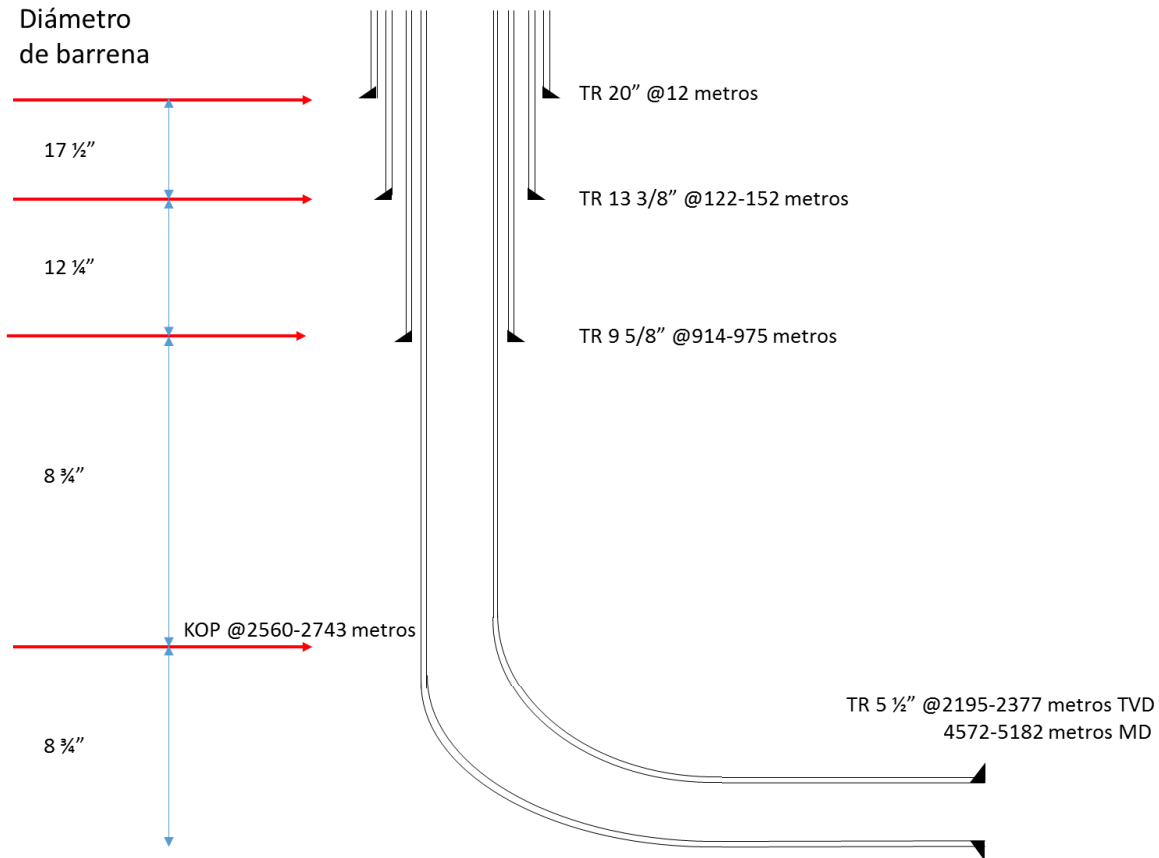 Diámetro
de barrena
TR 20” @12 metros
17 ½”
TR 13 3/8” @122-152 metros
12 ¼”
TR 9 5/8” @914-975 metros
8 ¾”
KOP @2560-2743 metros
TR 5 ½” @2195-2377 metros TVD
4572-5182 metros MD
8 ¾”